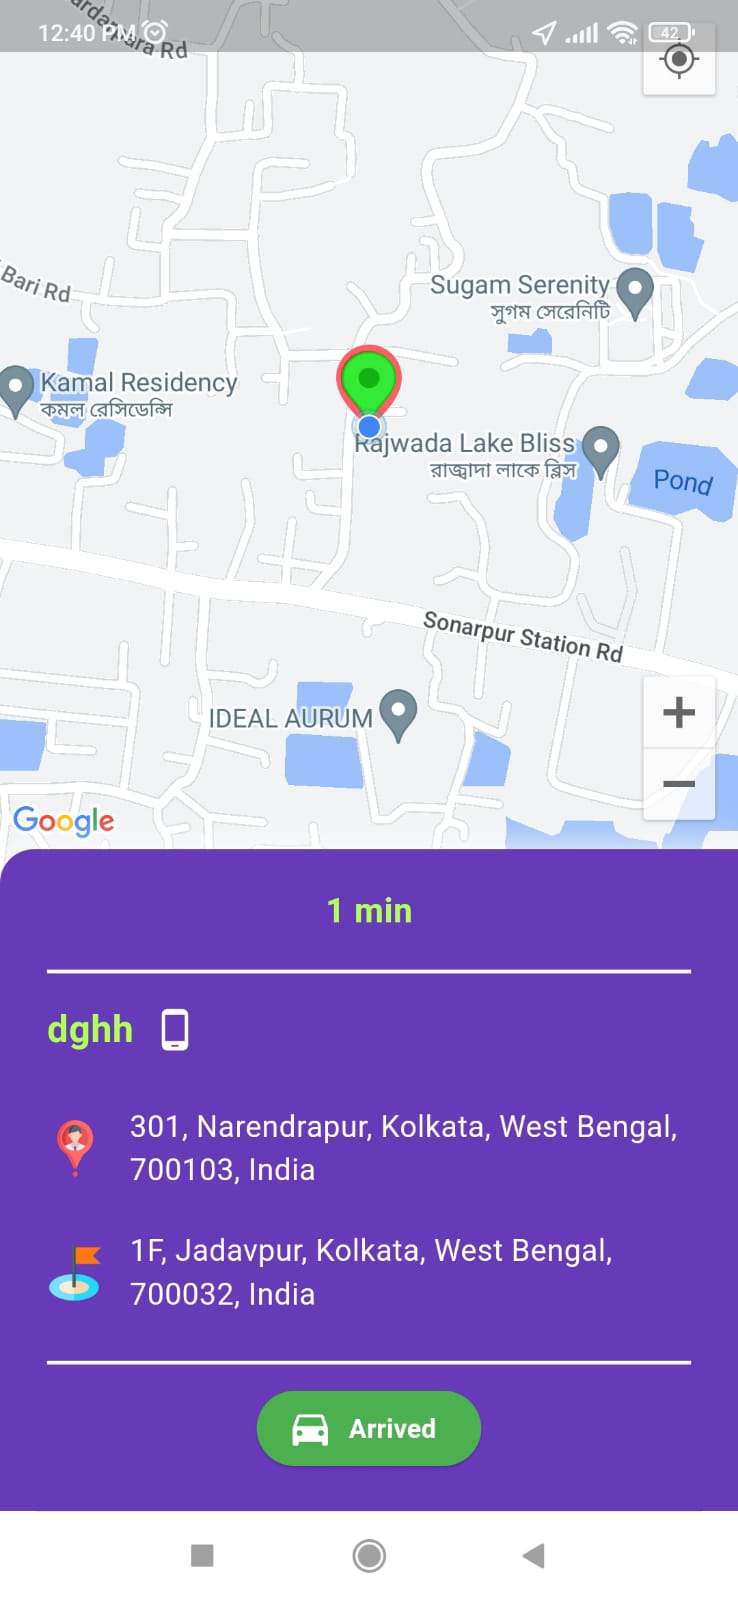 12:40 PM
42
ardarpara Rd
Bari Rd
Sugam Serenity
সুগম সেরেনিটি
Kamal Residency
কমল রেসিডেন্সি
Rajwada Lake Bliss
রাজ্বাদা লাকে ব্লিস
Pond
Sonarpur Station Rd
IDEAL AURUM
Google
1 min
dghh
301, Narendrapur, Kolkata, West Bengal,
700103, India
1F, Jadavpur, Kolkata, West Bengal,
700032, India
Arrived